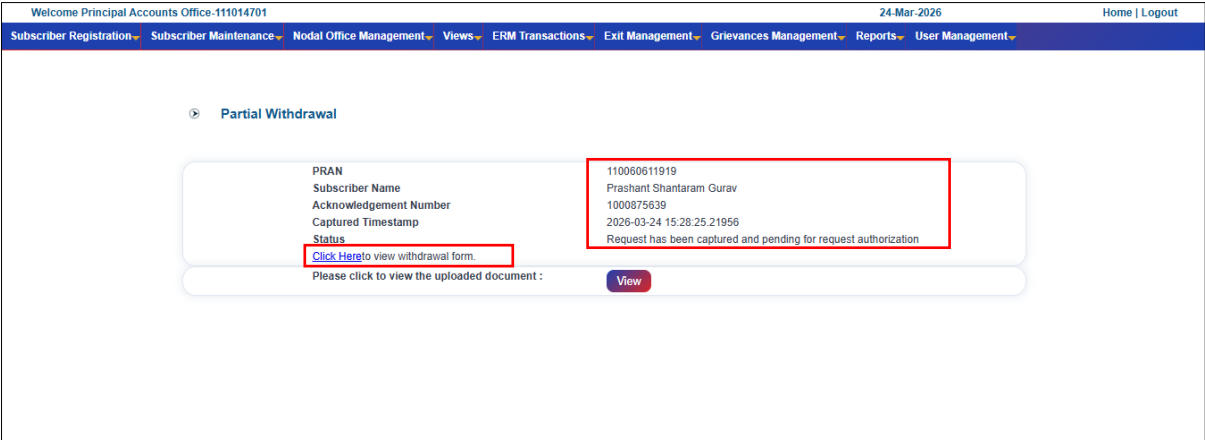 Welcome Principal Accounts Office-111014701 24-Mar-2026 Home | Logout
Subscriber Registration Subscriber Maintenance Nodal Office Management Views ERM Transactions Exit Management Grievances Management Reports User Management
Partial Withdrawal
PRAN 110060611919
Subscriber Name Prashant Shantaram Gurav
Acknowledgement Number 1000875639
Captured Timestamp 2026-03-24 15:28:25.21956
Status Request has been captured and pending for request authorization
Click Hereto view withdrawal form.
Please click to view the uploaded document : View